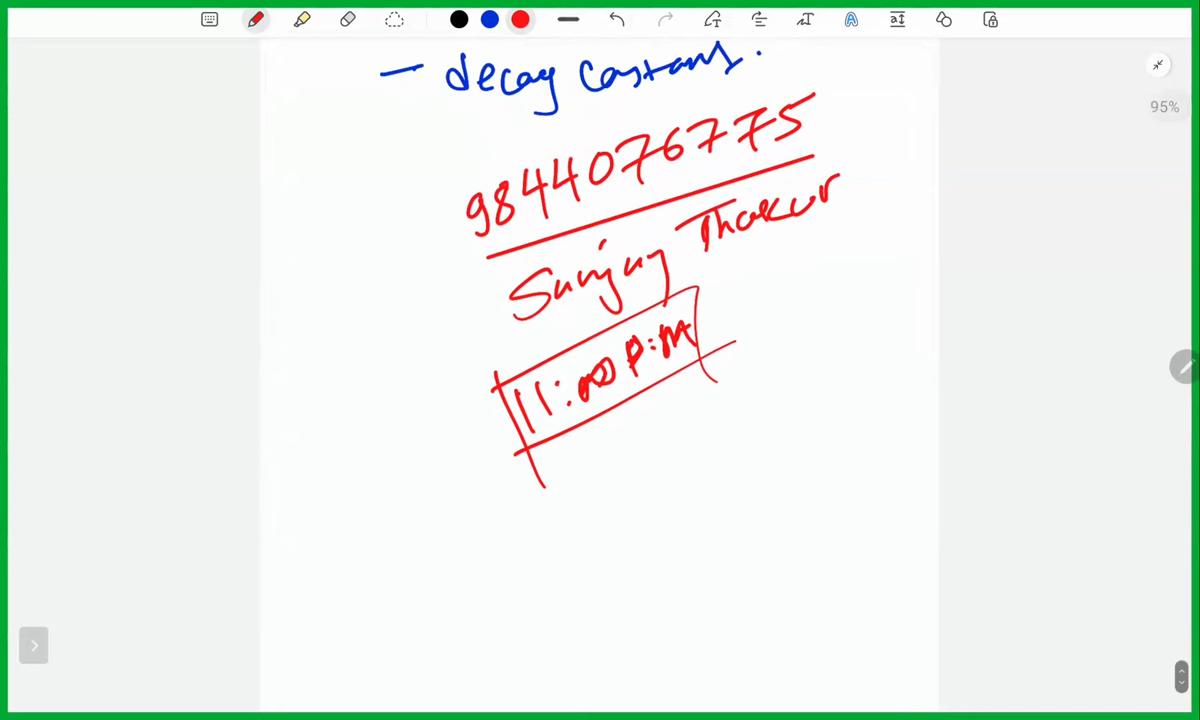 95%
- decay constant.
9844076775
Sanjay Thakur
11:00 P:M